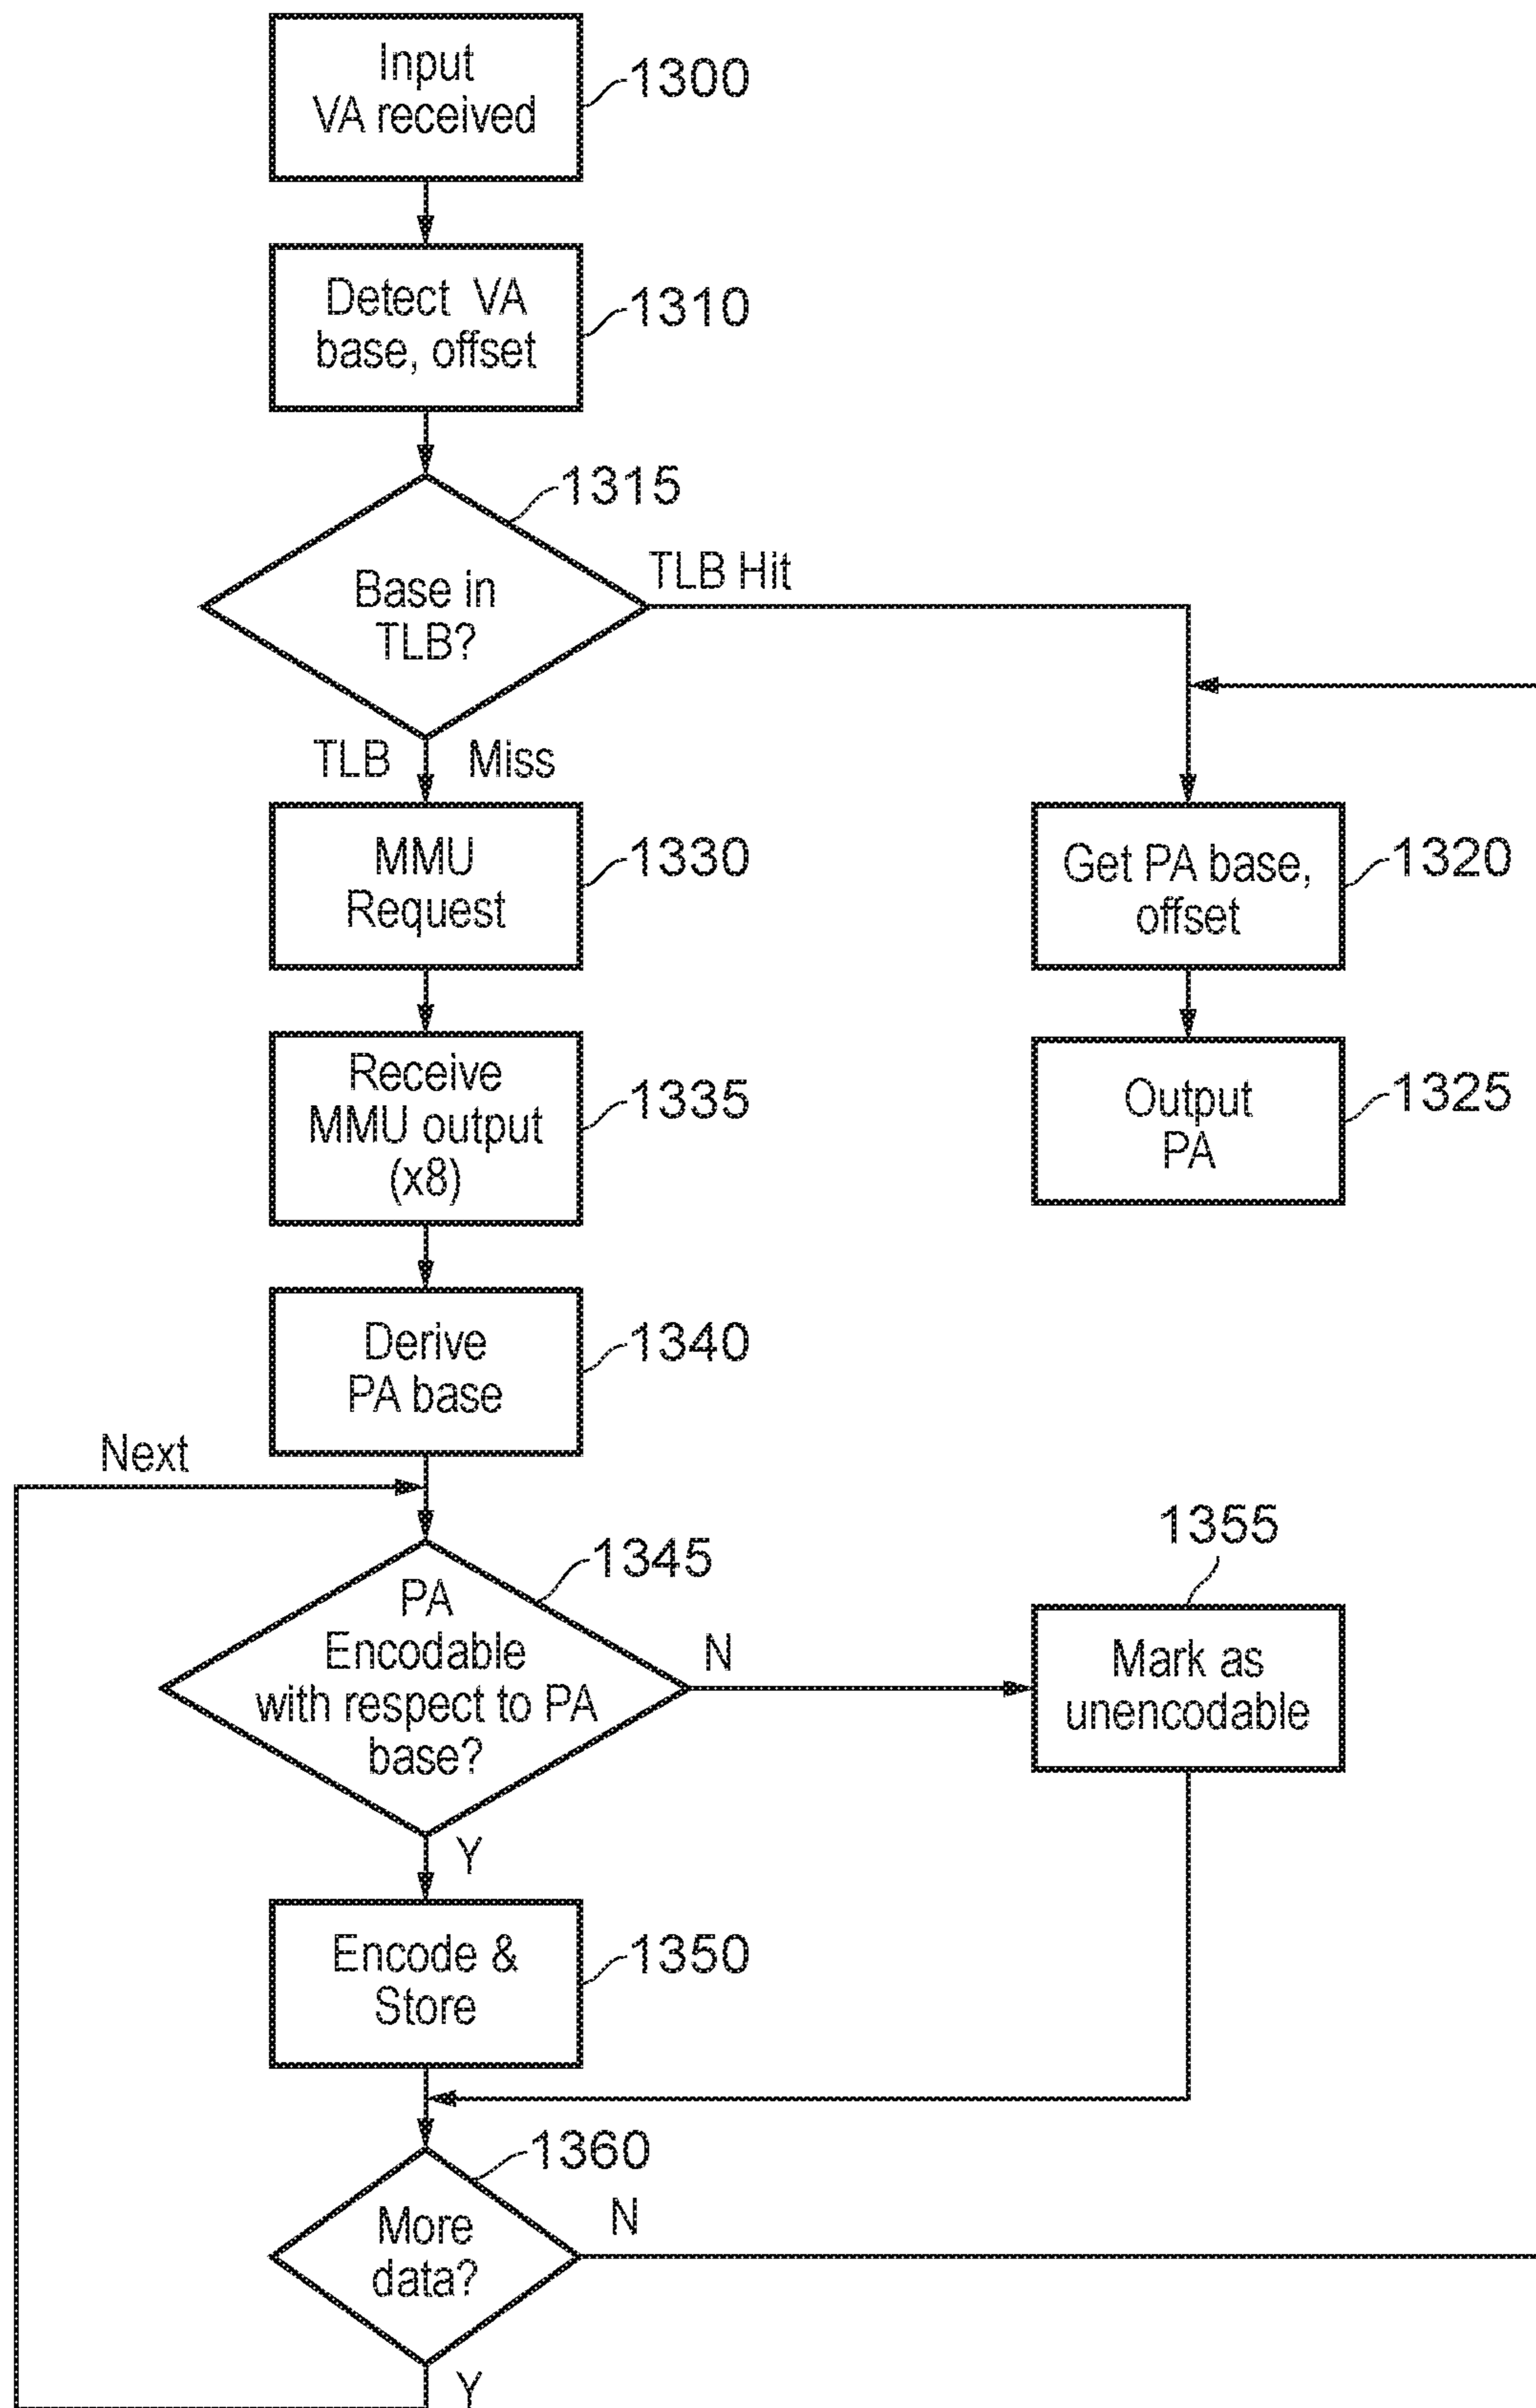 Input
VA received
1300
Detect VA
base, offset
1310
1315
Base in
TLB?
TLB Hit
TLB Miss
MMU
Request
1330
Get PA base,
offset
1320
Receive
MMU output
(x8)
1335
Output
PA
1325
Derive
PA base
1340
Next
1345
PA
Encodable
with respect to PA
base?
N
1355
Mark as
unencodable
Y
Encode &
Store
1350
1360
More
data?
N
Y